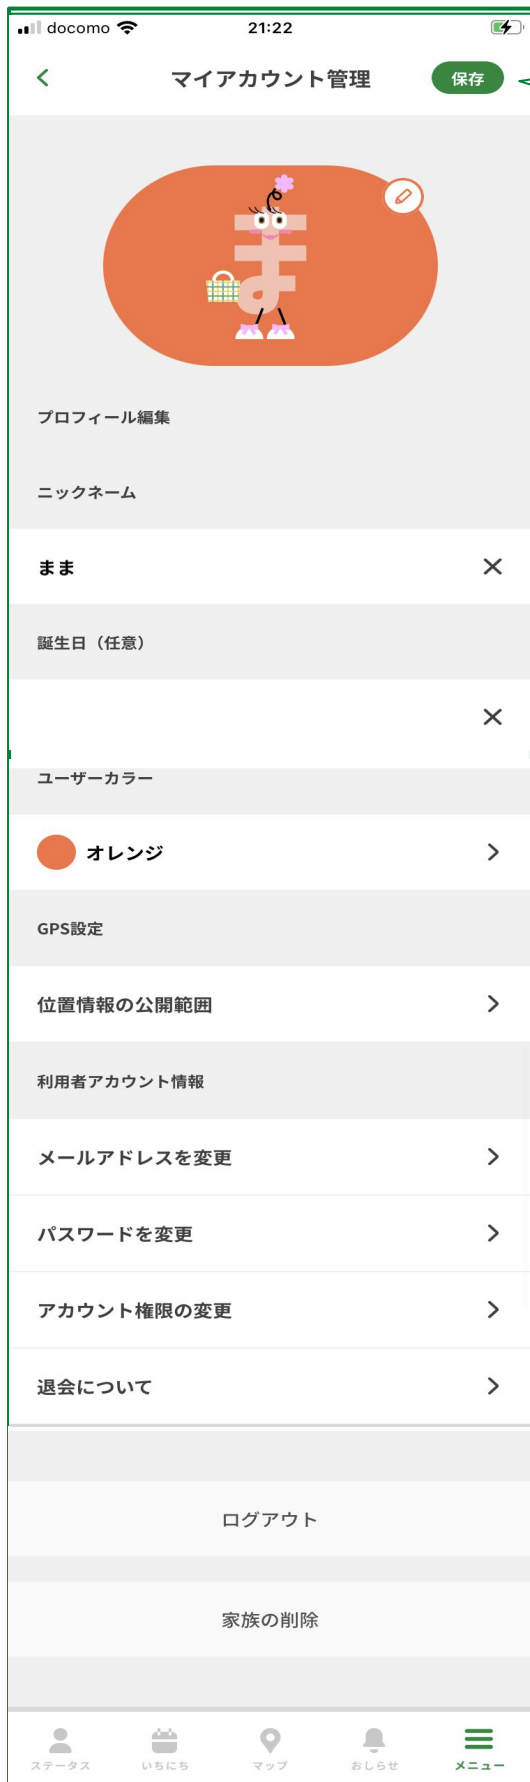 docomo 21:22
マイアカウント管理 保存
ま
プロフィール編集
ニックネーム
まま
誕生日（任意）
ユーザーカラー
オレンジ
GPS設定
位置情報の公開範囲
利用者アカウント情報
メールアドレスを変更
パスワードを変更
アカウント権限の変更
退会について
ログアウト
家族の削除
ステータス いちにち マップ おしらせ メニュー